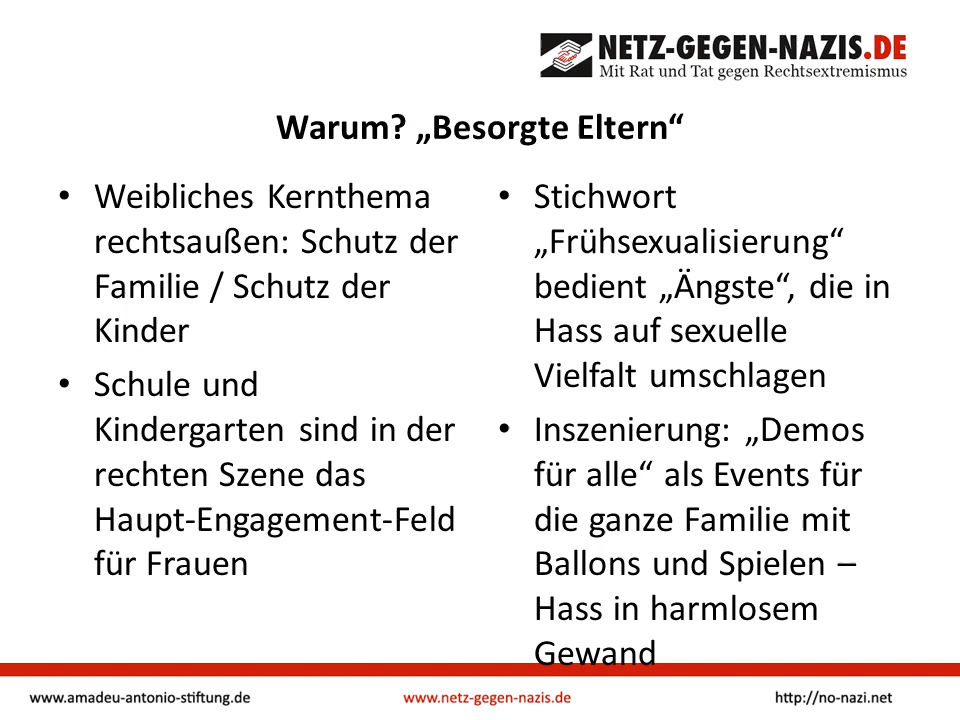 NETZ-GEGEN-NAZIS.DE
Mit Rat und Tat gegen Rechtsextremismus
Warum? „Besorgte Eltern“
• Weibliches Kernthema
rechtsaußen: Schutz der
Familie / Schutz der
Kinder
• Schule und
Kindergarten sind in der
rechten Szene das
Haupt-Engagement-Feld
für Frauen
• Stichwort
„Frühsexualisierung“
bedient „Ängste“, die in
Hass auf sexuelle
Vielfalt umschlagen
• Inszenierung: „Demos
für alle“ als Events für
die ganze Familie mit
Ballons und Spielen –
Hass in harmlosem
Gewand
www.amadeu-antonio-stiftung.de
www.netz-gegen-nazis.de
http://no-nazi.net